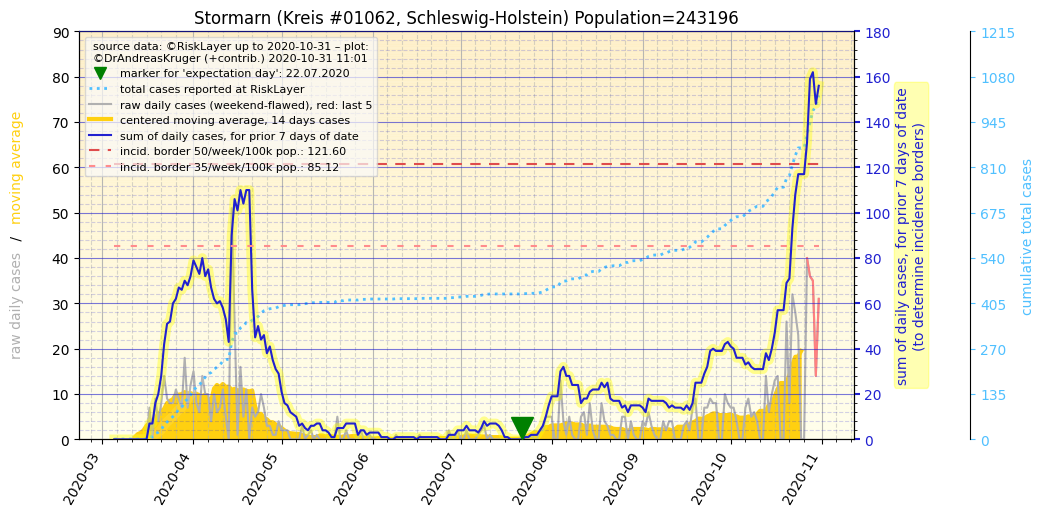 Stormarn (Kreis #01062, Schleswig-Holstein) Population=243196
source data: ©RiskLayer up to 2020-10-31 – plot:
©DrAndreasKruger (+contrib.) 2020-10-31 11:01
marker for 'expectation day': 22.07.2020
total cases reported at RiskLayer
raw daily cases (weekend-flawed), red: last 5
centered moving average, 14 days cases
sum of daily cases, for prior 7 days of date
incid. border 50/week/100k pop.: 121.60
incid. border 35/week/100k pop.: 85.12
raw daily cases / moving average
90
80
70
60
50
40
30
20
10
0
2020-03
2020-04
2020-05
2020-06
2020-07
2020-08
2020-09
2020-10
2020-11
180
160
140
120
100
80
60
40
20
0
sum of daily cases, for prior 7 days of date
(to determine incidence borders)
1215
1080
945
810
675
540
405
270
135
0
cumulative total cases